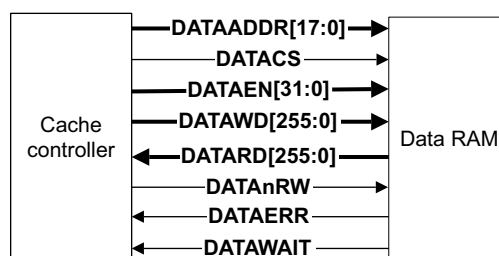 DATAADDR[17:0]
DATACS
DATAEN[31:0]
DATAWD[255:0]
Cache
controller
Data RAM
DATARD[255:0]
DATAnRW
DATAERR
DATAWAIT